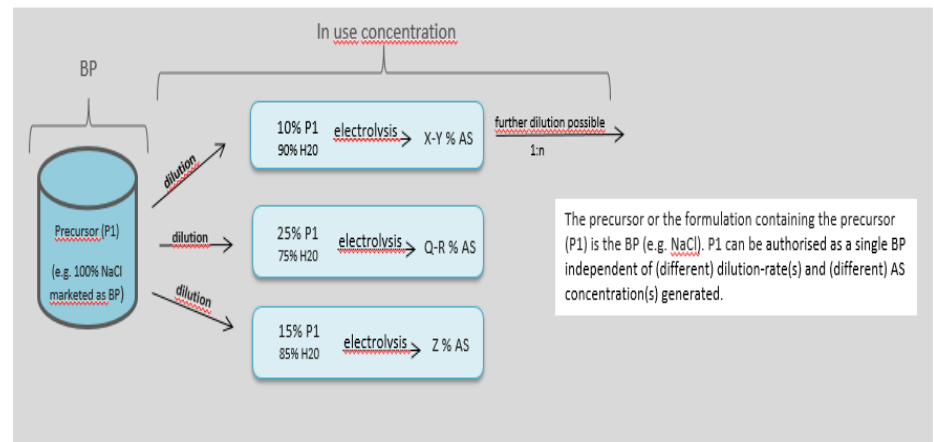 In use concentration
BP
Precursor (P1)
(e.g. 100% NaCl
marketed as BP)
dilution
10% P1
90% H20
electrolysis
X-Y % AS
further dilution possible
1:n
dilution
25% P1
75% H20
electrolysis
Q-R % AS
dilution
15% P1
85% H20
electrolysis
Z % AS
The precursor or the formulation containing the precursor
(P1) is the BP (e.g. NaCl). P1 can be authorised as a single BP
independent of (different) dilution-rate(s) and (different) AS
concentration(s) generated.